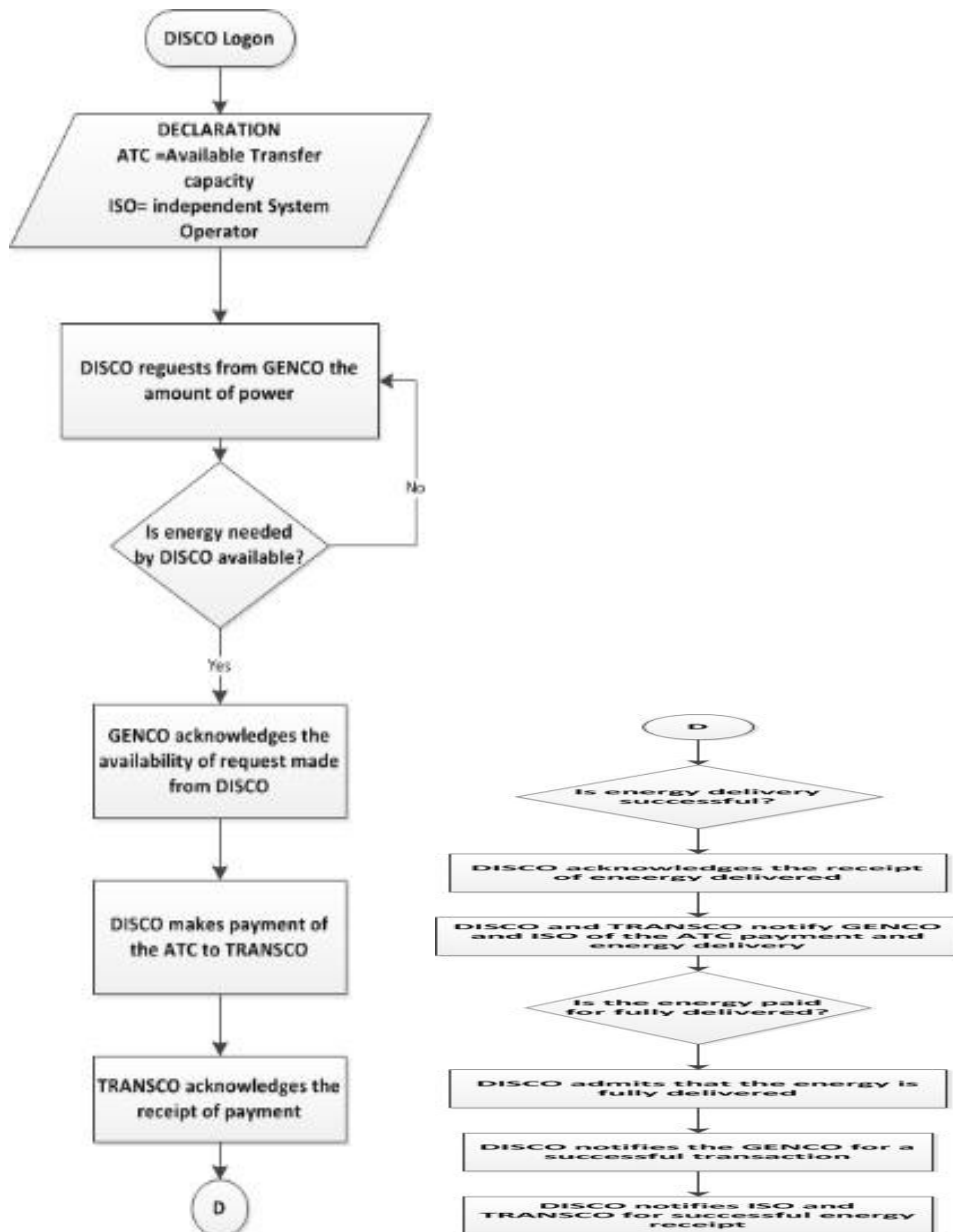 DISCO Logon
DECLARATION
ATC =Available Transfer
capacity
ISO= independent System
Operator
DISCO reguests from GENCO the
amount of power
No
Is energy needed
by DISCO available?
Yes
GENCO acknowledges the
availability of request made
from DISCO
DISCO makes payment of
the ATC to TRANSCO
TRANSCO acknowledges the
receipt of payment
D
D
Is energy delivery
successful?
DISCO acknowledges the receipt
of eneergy delivered
DISCO and TRANSCO notify GENCO
and ISO of the ATC payment and
energy delivery
Is the energy paid
for fully delivered?
DISCO admits that the energy is
fully delivered
DISCO notifies the GENCO for a
successful transaction
DISCO notifies ISO and
TRANSCO for successful energy
receipt